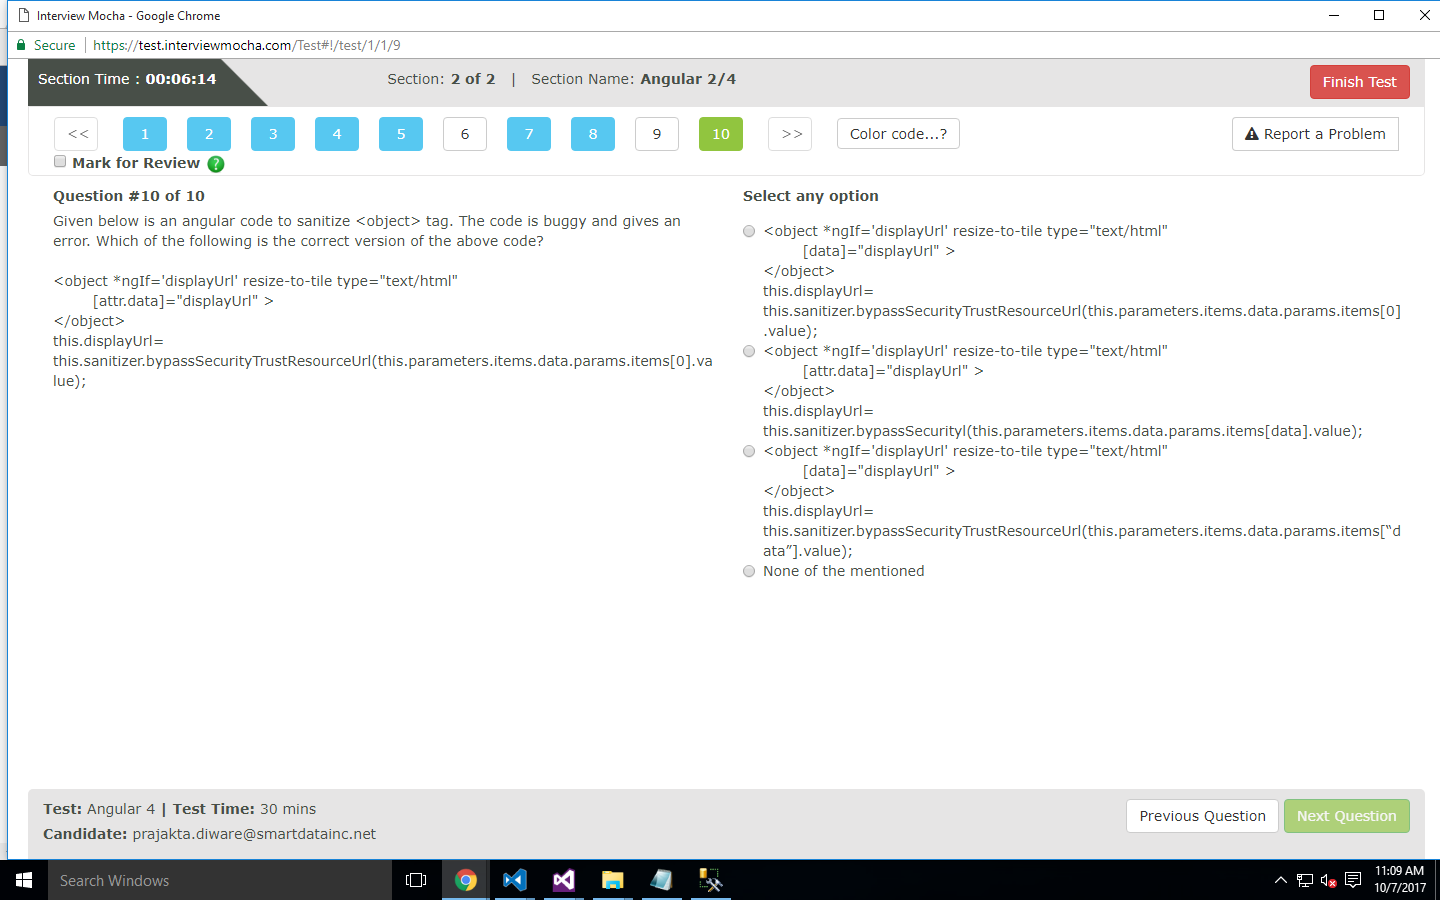 Interview Mocha - Google Chrome
Secure | https://test.interviewmocha.com/Test#!/test/1/1/9
Section Time : 00:06:14
Section: 2 of 2 | Section Name: Angular 2/4
Finish Test
<< 1 2 3 4 5 6 7 8 9 10 >> Color code...? Report a Problem
Mark for Review ?
Question #10 of 10
Given below is an angular code to sanitize <object> tag. The code is buggy and gives an
error. Which of the following is the correct version of the above code?
<object *ngIf='displayUrl' resize-to-tile type="text/html"
[attr.data]="displayUrl" >
</object>
this.displayUrl=
this.sanitizer.bypassSecurityTrustResourceUrl(this.parameters.items.data.params.items[0].va
lue);
Select any option
<object *ngIf='displayUrl' resize-to-tile type="text/html"
[data]="displayUrl" >
</object>
this.displayUrl=
this.sanitizer.bypassSecurityTrustResourceUrl(this.parameters.items.data.params.items[0]
.value);
<object *ngIf='displayUrl' resize-to-tile type="text/html"
[attr.data]="displayUrl" >
</object>
this.displayUrl=
this.sanitizer.bypassSecurityl(this.parameters.items.data.params.items[data].value);
<object *ngIf='displayUrl' resize-to-tile type="text/html"
[data]="displayUrl" >
</object>
this.displayUrl=
this.sanitizer.bypassSecurityTrustResourceUrl(this.parameters.items.data.params.items[“d
ata”].value);
None of the mentioned
Test: Angular 4 | Test Time: 30 mins
Candidate: prajakta.diware@smartdatainc.net
Previous Question
Next Question
Search Windows
11:09 AM
10/7/2017